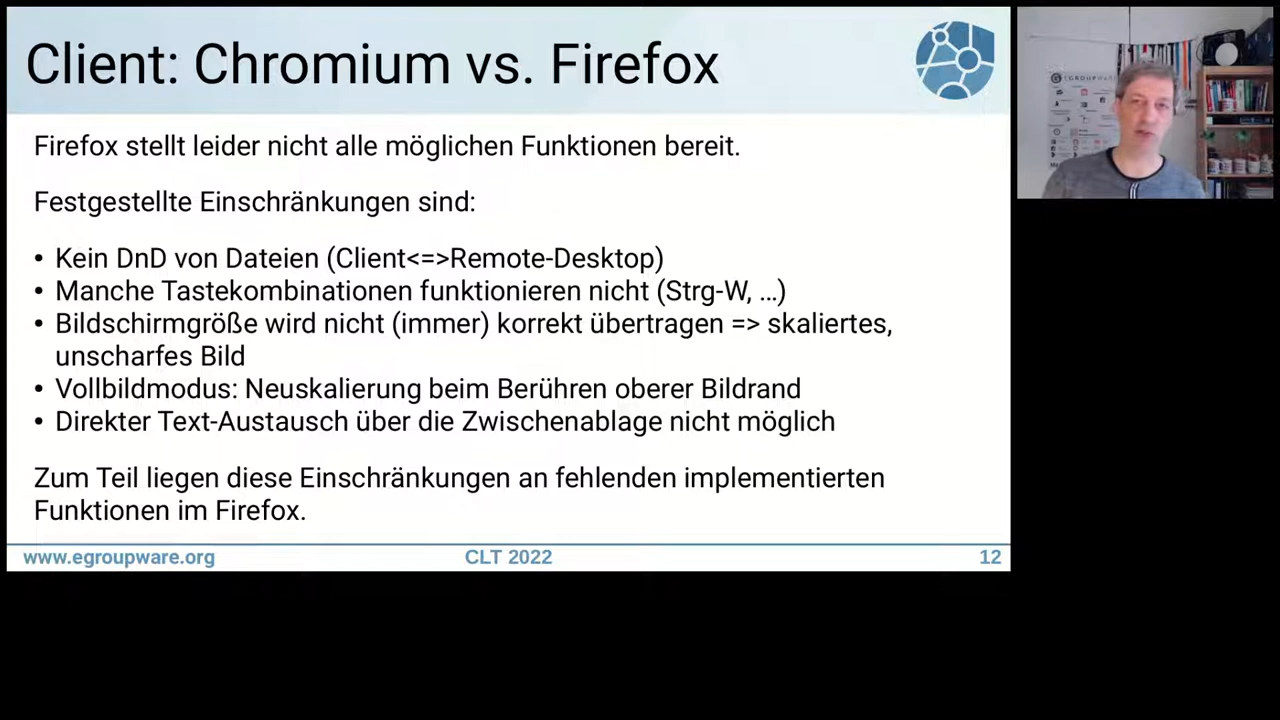 Client: Chromium vs. Firefox
Firefox stellt leider nicht alle möglichen Funktionen bereit.
Festgestellte Einschränkungen sind:
• Kein DnD von Dateien (Client<=>Remote-Desktop)
• Manche Tastekombinationen funktionieren nicht (Strg-W, ...)
• Bildschirmgröße wird nicht (immer) korrekt übertragen => skaliertes,
unscharfes Bild
• Vollbildmodus: Neuskalierung beim Berühren oberer Bildrand
• Direkter Text-Austausch über die Zwischenablage nicht möglich
Zum Teil liegen diese Einschränkungen an fehlenden implementierten
Funktionen im Firefox.
www.egroupware.org CLT 2022 12
EGROUPWARE